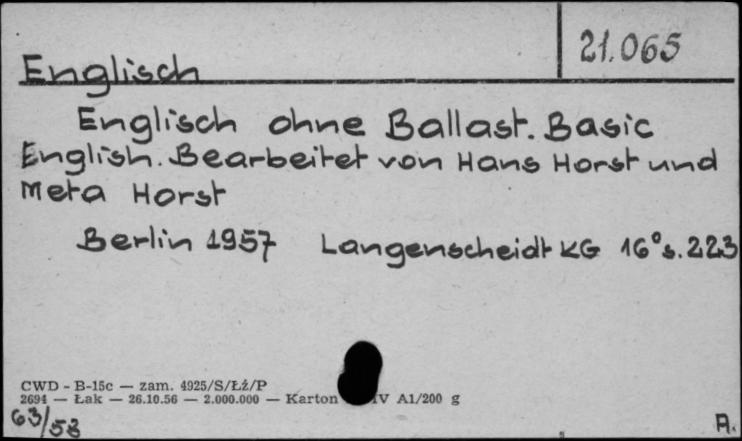 21.065
Englisch
Englisch ohne Ballast. Basic
English. Bearbeitet von Hans Horst und
Meta Horst
Berlin 1957 Langenscheidt KG 16° s. 223
CWD - B-15c — zam. 4925/S/Łż/P
2694 — Łak — 26.10.56 — 2.000.000 — Karton IV A1/200 g
63/58
A.